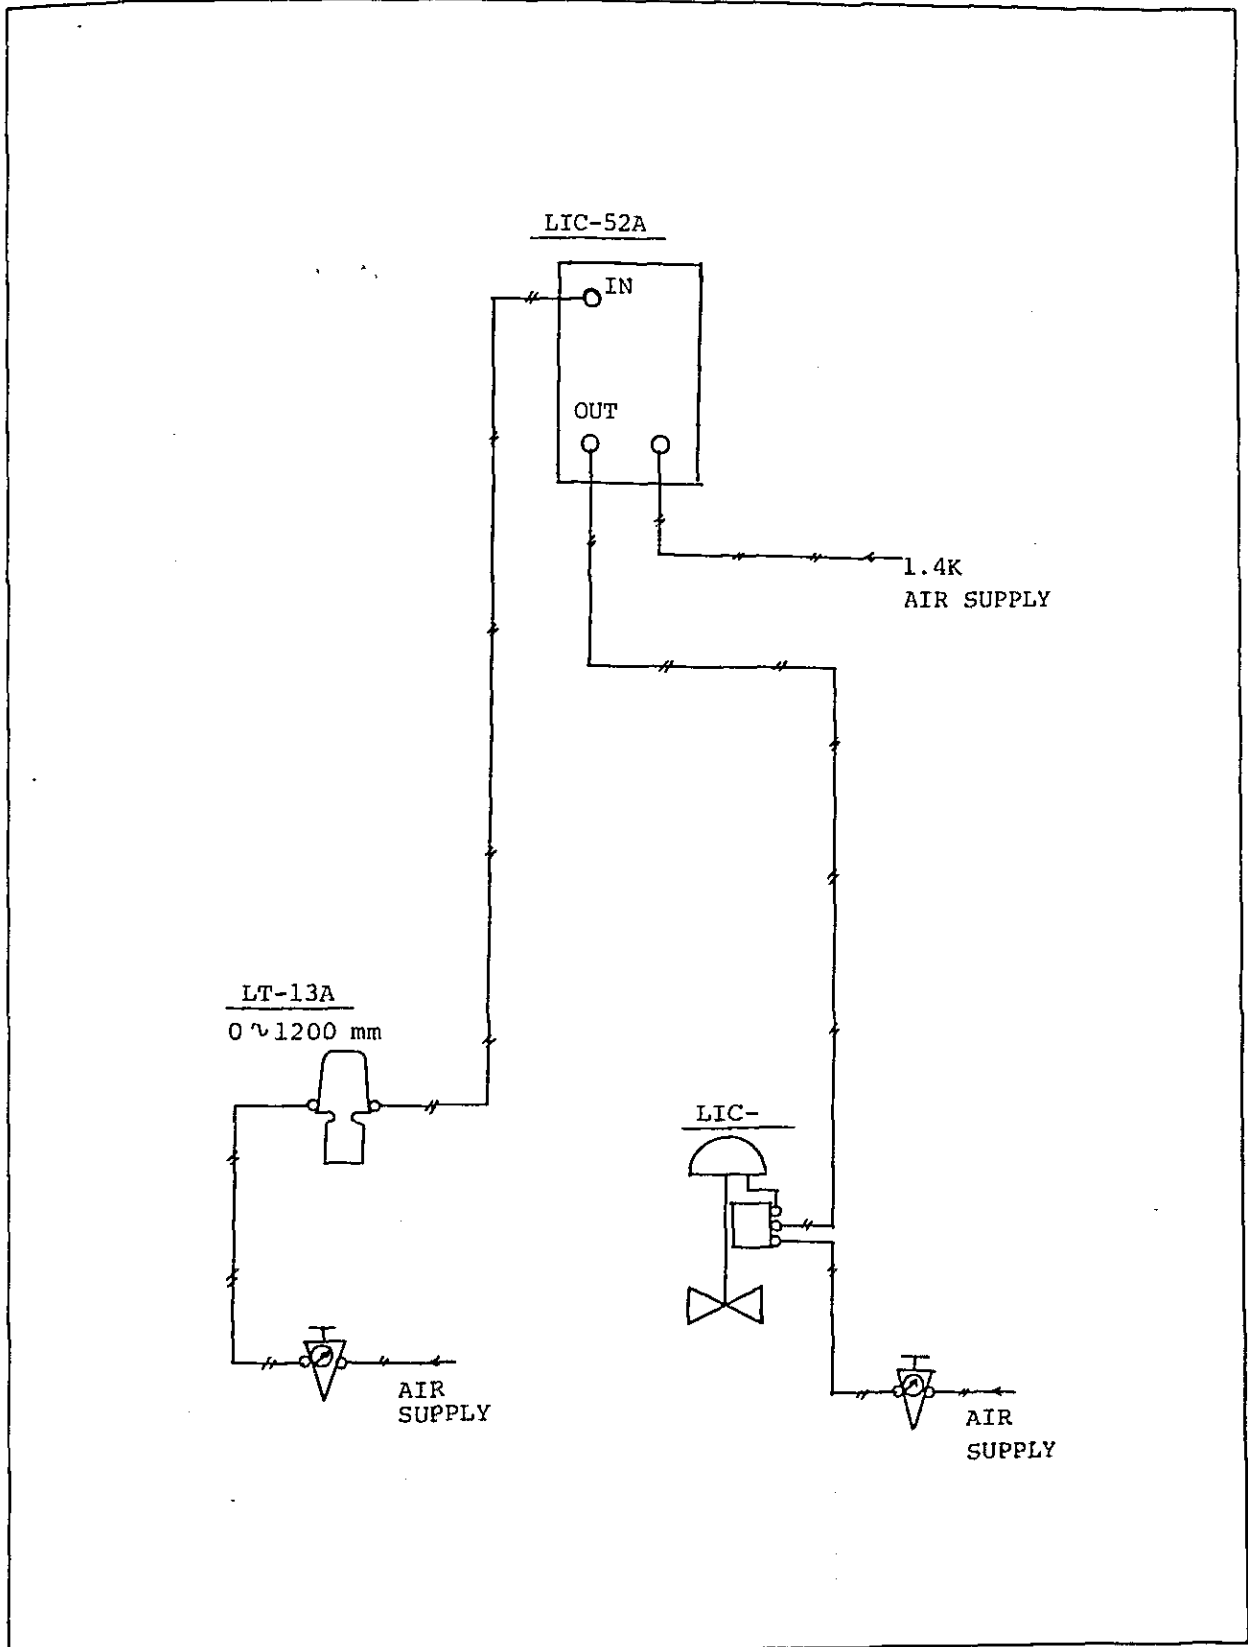 LIC-52A
IN
OUT
1.4K
AIR SUPPLY
LT-13A
0~1200 mm
LIC-
AIR
SUPPLY
AIR
SUPPLY